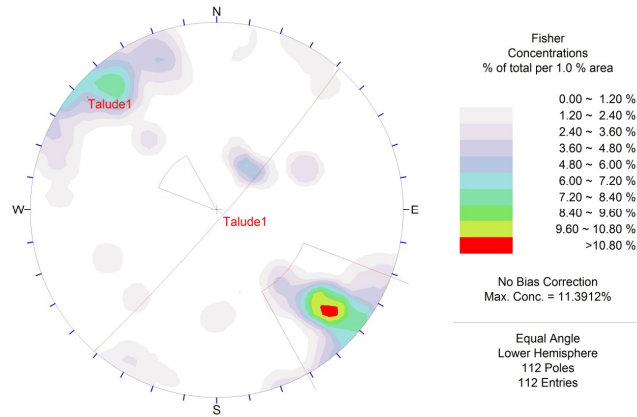 N
Talude1
W
E
Talude1
S
Fisher
Concentrations
% of total per 1.0 % area
0.00 ~ 1.20 %
1.20 ~ 2.40 %
2.40 ~ 3.60 %
3.60 ~ 4.80 %
4.80 ~ 6.00 %
6.00 ~ 7.20 %
7.20 ~ 8.40 %
8.40 ~ 9.60 %
9.60 ~ 10.80 %
>10.80 %
No Bias Correction
Max. Conc. = 11.3912%
Equal Angle
Lower Hemisphere
112 Poles
112 Entries